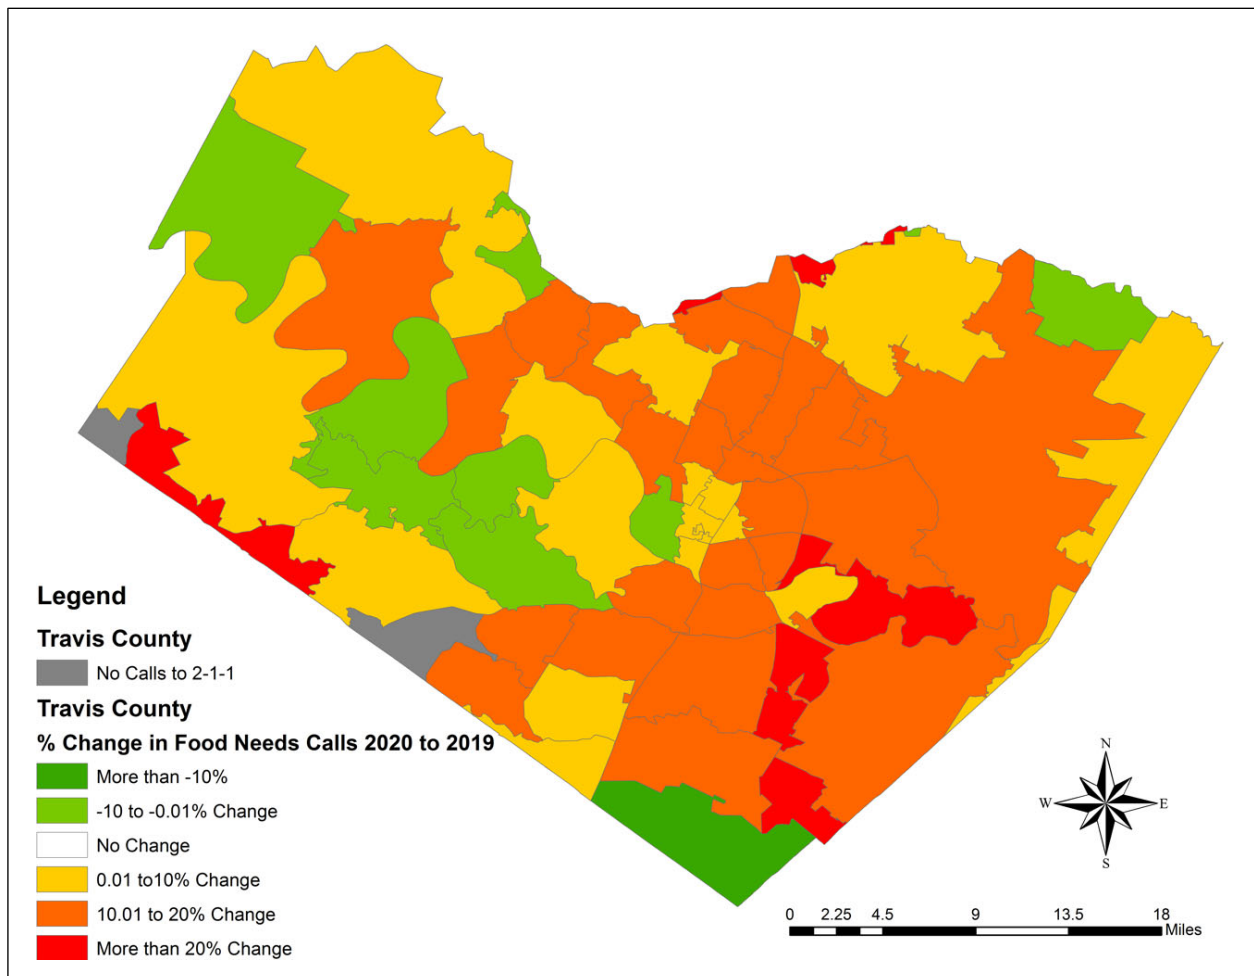 Legend
Travis County
No Calls to 2-1-1
Travis County
% Change in Food Needs Calls 2020 to 2019
More than -10%
-10 to -0.01% Change
No Change
0.01 to10% Change
10.01 to 20% Change
More than 20% Change
N
W E
S
0 2.25 4.5 9 13.5 18
Miles